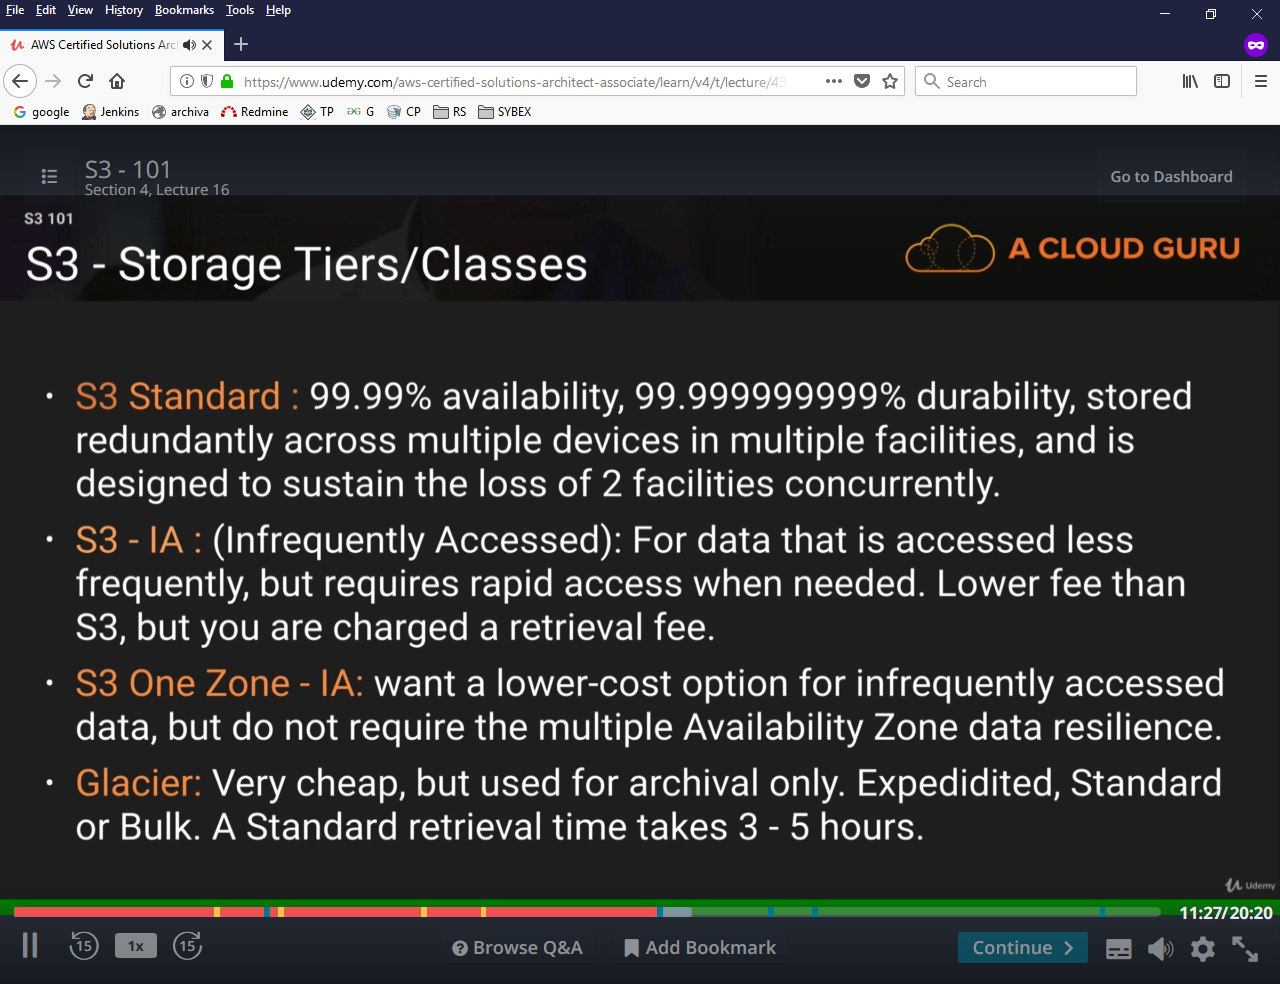 File Edit View History Bookmarks Tools Help
AWS Certified Solutions Arc
https://www.udemy.com/aws-certified-solutions-architect-associate/learn/v4/t/lecture/43
Search
google Jenkins archiva Redmine TP G CP RS SYBEX
S3 - 101
Section 4, Lecture 16
Go to Dashboard
S3 101
S3 - Storage Tiers/Classes
A CLOUD GURU
• S3 Standard : 99.99% availability, 99.999999999% durability, stored
redundantly across multiple devices in multiple facilities, and is
designed to sustain the loss of 2 facilities concurrently.
• S3 - IA : (Infrequently Accessed): For data that is accessed less
frequently, but requires rapid access when needed. Lower fee than
S3, but you are charged a retrieval fee.
• S3 One Zone - IA: want a lower-cost option for infrequently accessed
data, but do not require the multiple Availability Zone data resilience.
• Glacier: Very cheap, but used for archival only. Expedidited, Standard
or Bulk. A Standard retrieval time takes 3 - 5 hours.
Udemy
11:27/20:20
15 1x 15 Browse Q&A Add Bookmark Continue